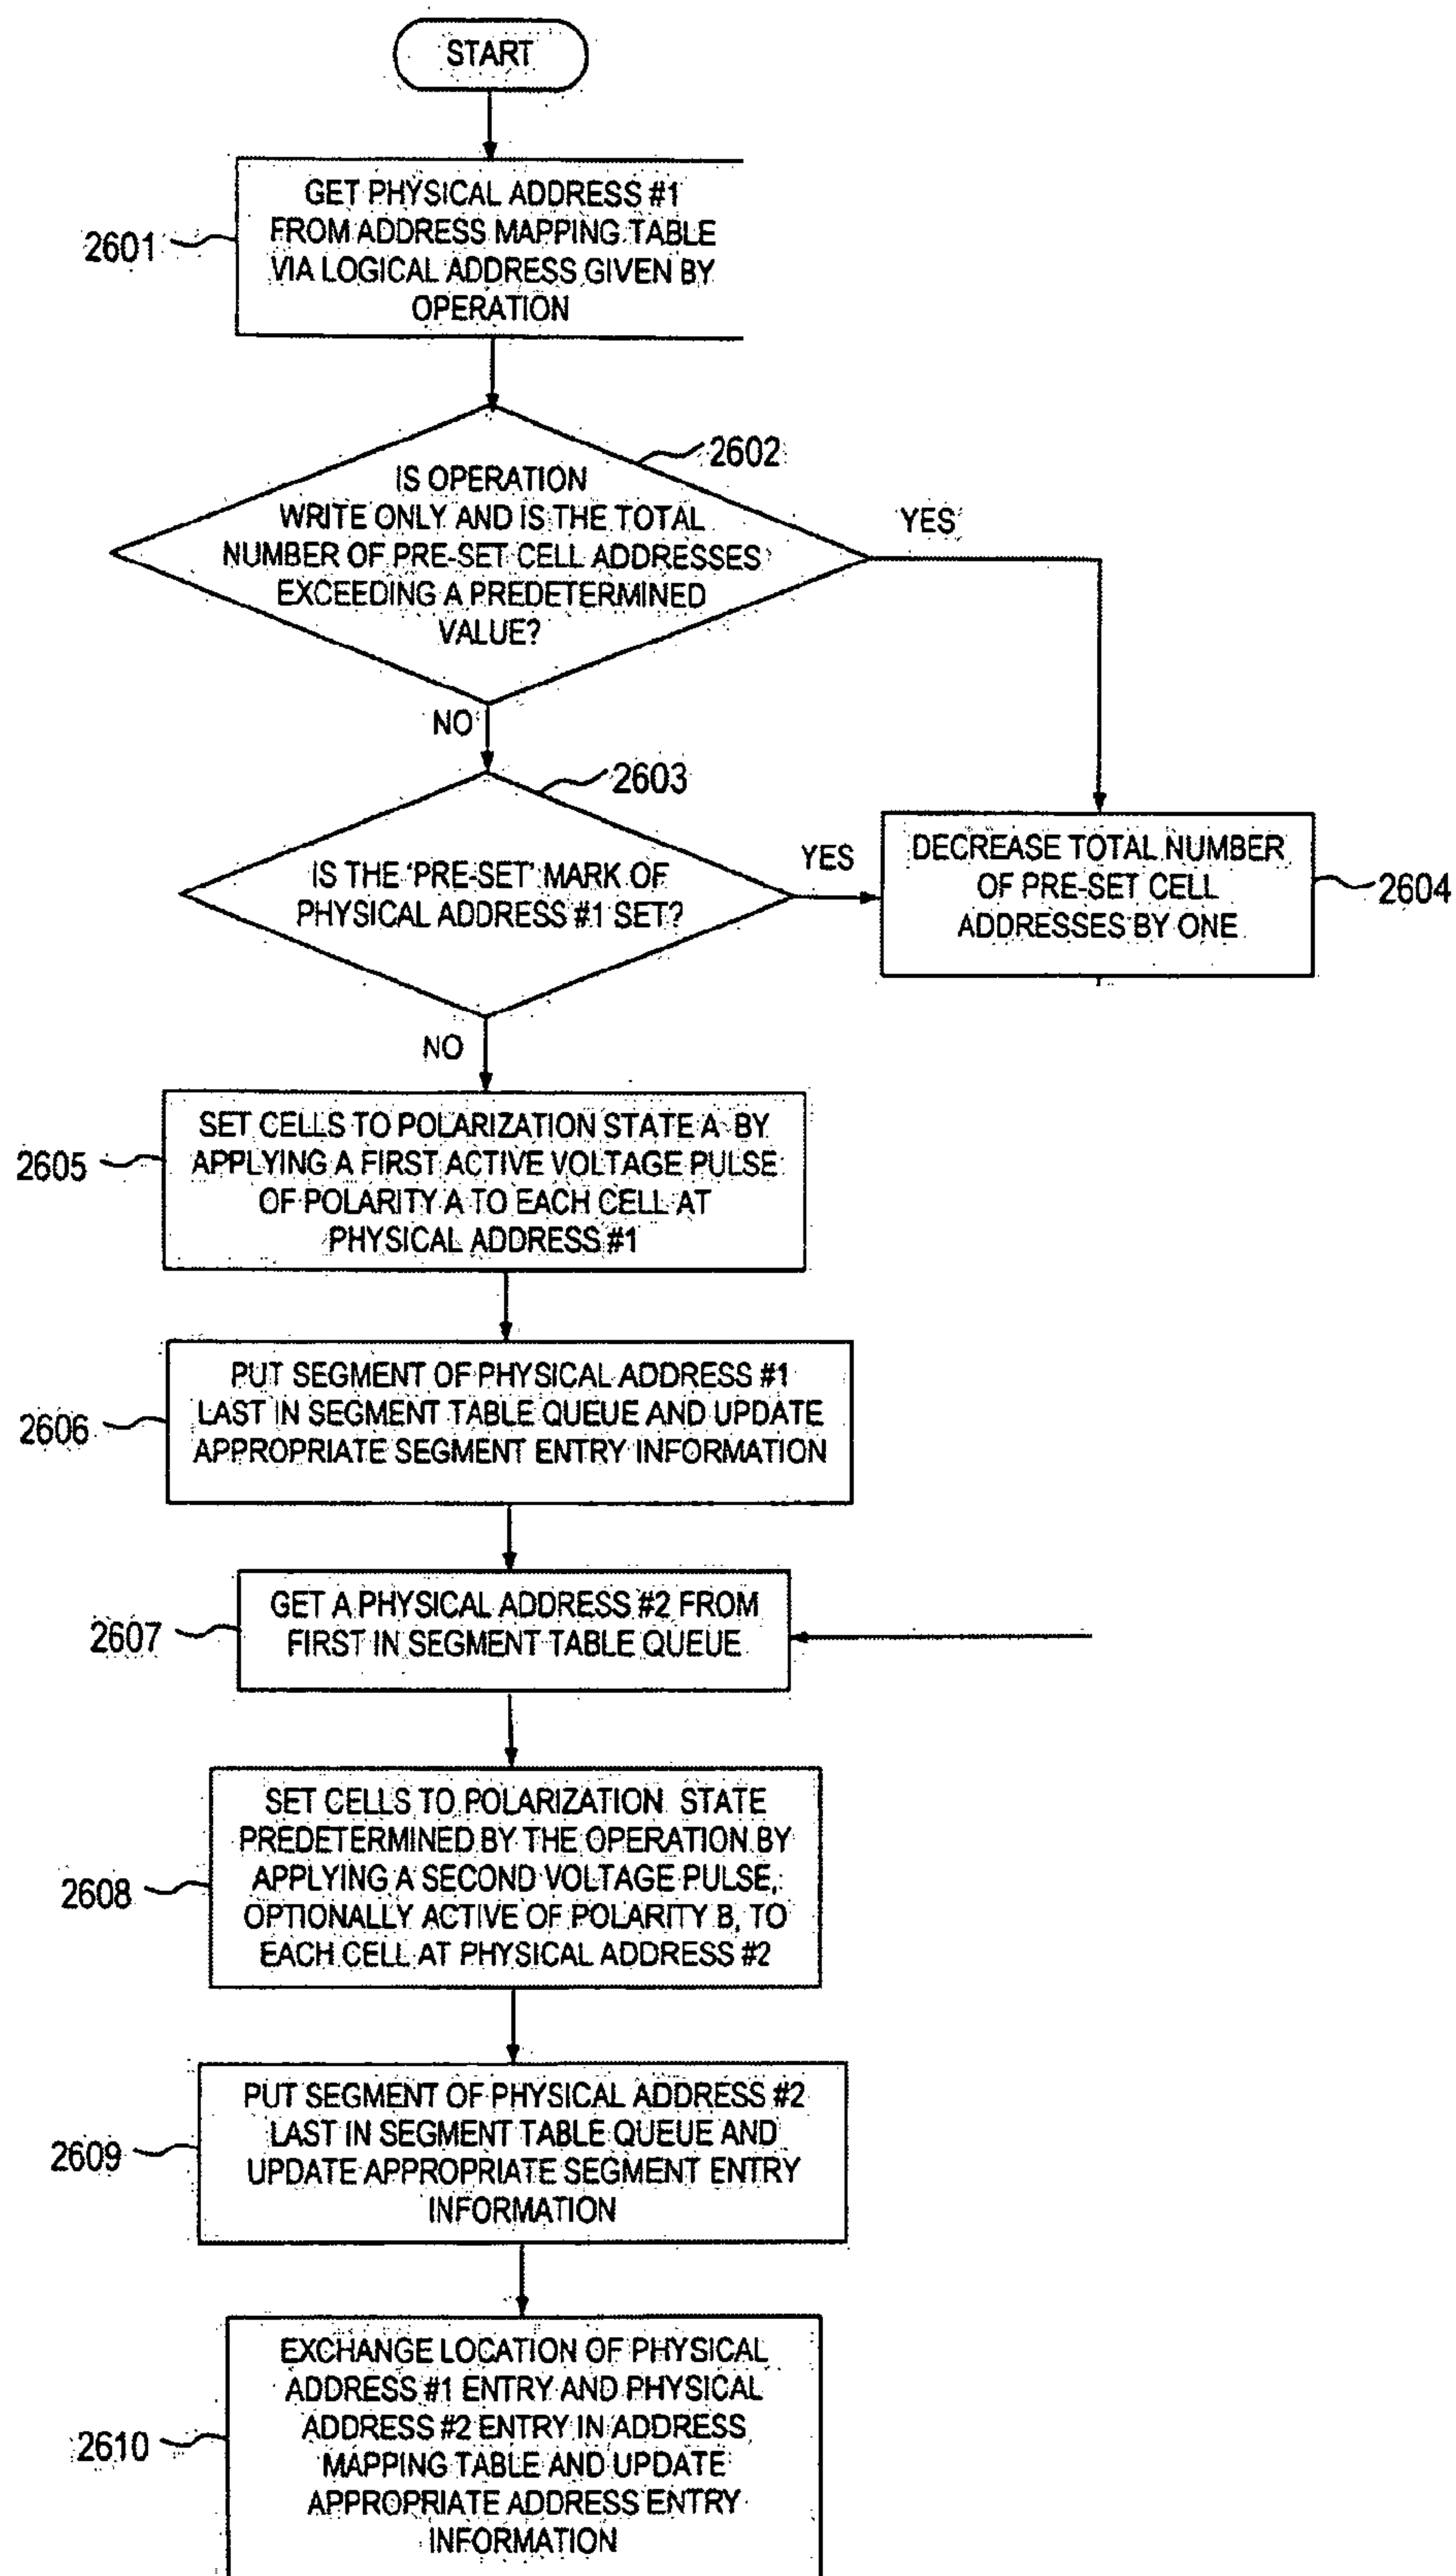 START
GET PHYSICAL ADDRESS #1
FROM ADDRESS MAPPING TABLE
VIA LOGICAL ADDRESS GIVEN BY
OPERATION
2601
2602
IS OPERATION
WRITE ONLY AND IS THE TOTAL
NUMBER OF PRE-SET CELL ADDRESSES
EXCEEDING A PREDETERMINED
VALUE?
YES
NO
2603
IS THE 'PRE-SET' MARK OF
PHYSICAL ADDRESS #1 SET?
YES
DECREASE TOTAL NUMBER
OF PRE-SET CELL
ADDRESSES BY ONE
2604
NO
SET CELLS TO POLARIZATION STATE A BY
APPLYING A FIRST ACTIVE VOLTAGE PULSE
OF POLARITY A TO EACH CELL AT
PHYSICAL ADDRESS #1
2605
PUT SEGMENT OF PHYSICAL ADDRESS #1
LAST IN SEGMENT TABLE QUEUE AND UPDATE
APPROPRIATE SEGMENT ENTRY INFORMATION
2606
GET A PHYSICAL ADDRESS #2 FROM
FIRST IN SEGMENT TABLE QUEUE
2607
SET CELLS TO POLARIZATION STATE
PREDETERMINED BY THE OPERATION BY
APPLYING A SECOND VOLTAGE PULSE,
OPTIONALLY ACTIVE OF POLARITY B, TO
EACH CELL AT PHYSICAL ADDRESS #2
2608
PUT SEGMENT OF PHYSICAL ADDRESS #2
LAST IN SEGMENT TABLE QUEUE AND
UPDATE APPROPRIATE SEGMENT ENTRY
INFORMATION
2609
EXCHANGE LOCATION OF PHYSICAL
ADDRESS #1 ENTRY AND PHYSICAL
ADDRESS #2 ENTRY IN ADDRESS
MAPPING TABLE AND UPDATE
APPROPRIATE ADDRESS ENTRY
INFORMATION
2610